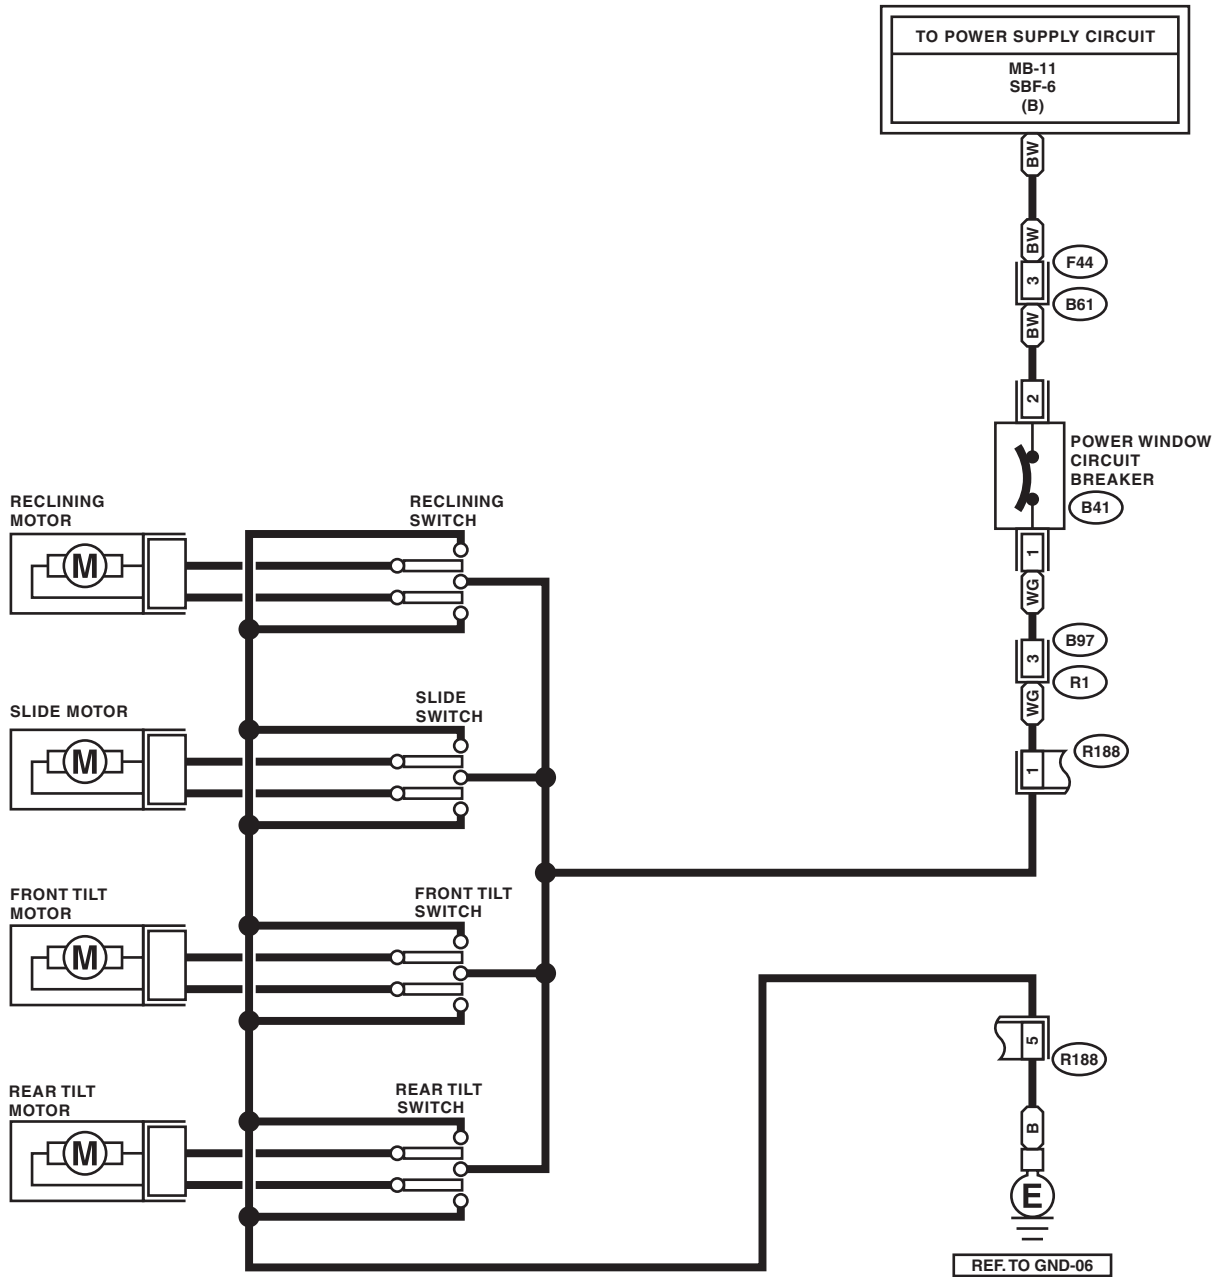 TO POWER SUPPLY CIRCUIT
MB-11
SBF-6
(B)
BW
BW
3
F44
B61
BW
2
POWER WINDOW
CIRCUIT
BREAKER
B41
1
WG
3
B97
R1
WG
1
R188
RECLINING
MOTOR
M
RECLINING
SWITCH
SLIDE MOTOR
M
SLIDE
SWITCH
FRONT TILT
MOTOR
M
FRONT TILT
SWITCH
REAR TILT
MOTOR
M
REAR TILT
SWITCH
5
R188
B
E
REF. TO GND-06